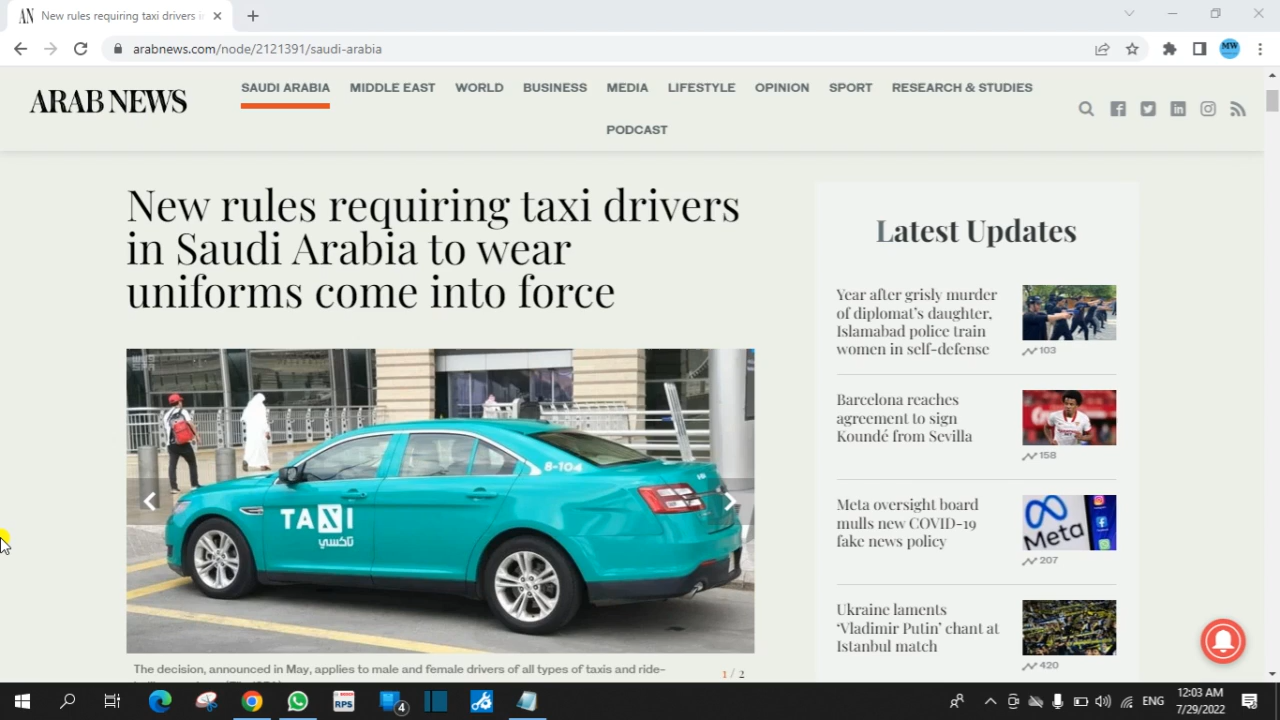 New rules requiring taxi drivers in
arabnews.com/node/2121391/saudi-arabia
MW
ARAB NEWS
SAUDI ARABIA MIDDLE EAST WORLD BUSINESS MEDIA LIFESTYLE OPINION SPORT RESEARCH & STUDIES
PODCAST
New rules requiring taxi drivers
in Saudi Arabia to wear
uniforms come into force
8-104
TAXI
تاكسي
The decision, announced in May, applies to male and female drivers of all types of taxis and ride-
1 / 2
Latest Updates
Year after grisly murder
of diplomat's daughter,
Islamabad police train
women in self-defense
103
Barcelona reaches
agreement to sign
Koundé from Sevilla
158
Meta oversight board
mulls new COVID-19
fake news policy
Meta
207
Ukraine laments
‘Vladimir Putin’ chant at
Istanbul match
420
RPS
4
ENG
12:03 AM
7/29/2022